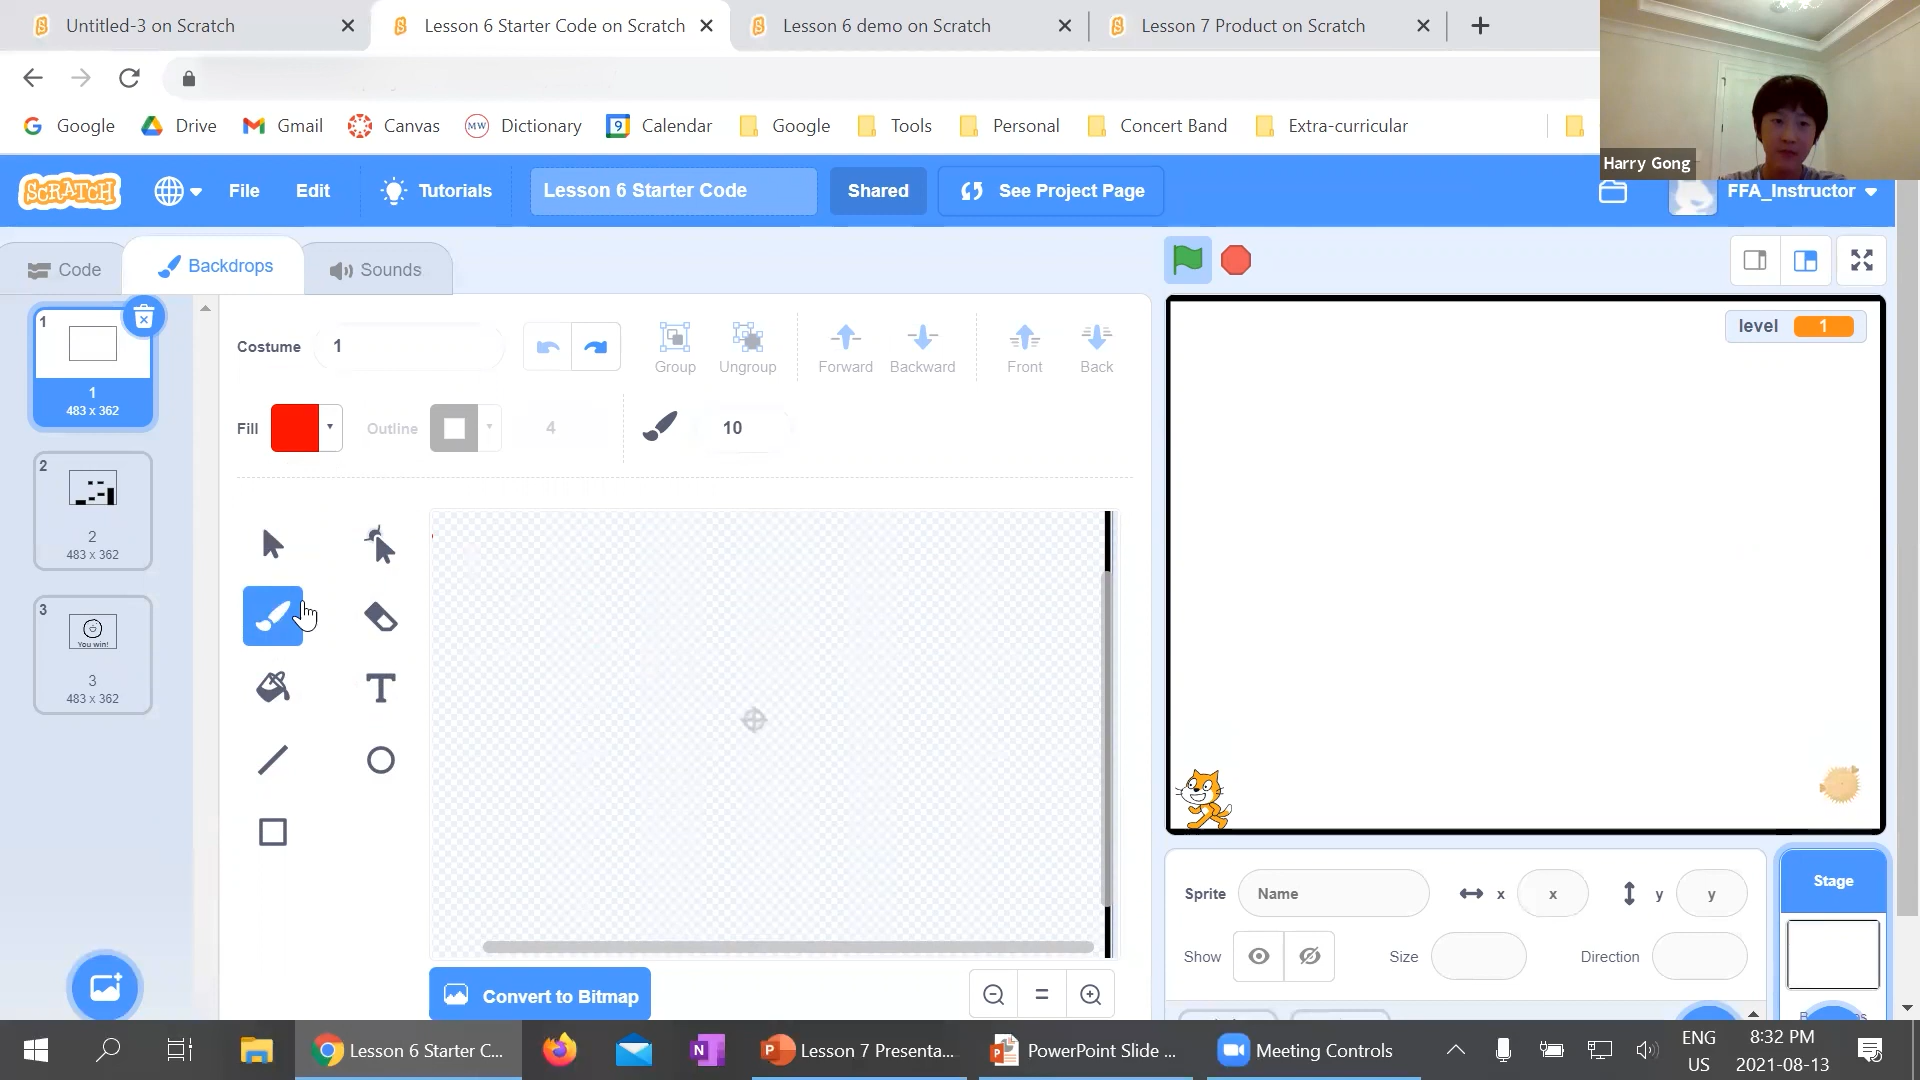 Untitled-3 on Scratch
Lesson 6 Starter Code on Scratch
Lesson 6 demo on Scratch
Lesson 7 Product on Scratch
Google
Drive
Gmail
Canvas
MW Dictionary
9 Calendar
Google
Tools
Personal
Concert Band
Extra-curricular
Harry Gong
SCRATCH
File
Edit
Tutorials
Lesson 6 Starter Code
Shared
See Project Page
FFA_Instructor
Code
Backdrops
Sounds
1
1
483 x 362
2
2
483 x 362
3
You win!
3
483 x 362
Costume
1
Group
Ungroup
Forward
Backward
Front
Back
Fill
Outline
4
10
T
Convert to Bitmap
level 1
Sprite
Name
x
x
y
y
Show
Size
Direction
Stage
Lesson 6 Starter C...
Lesson 7 Presenta...
PowerPoint Slide ...
Meeting Controls
ENG
US
8:32 PM
2021-08-13